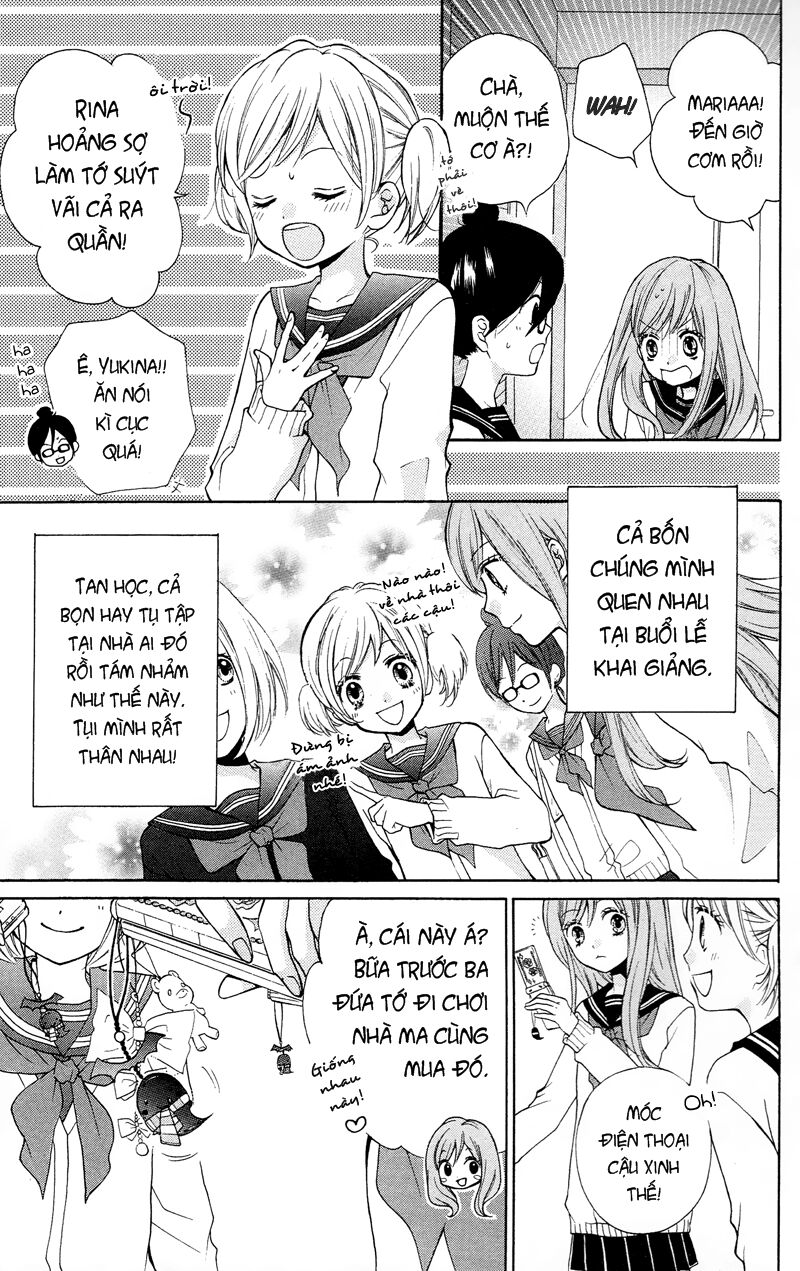 MARIAAA!
ĐẾN GIỜ
CƠM RỒI!
WAH!
CHÀ,
MUỘN THẾ
CƠ À?!
tớ
phải
về
thôi!
ôi trời!
RINA
HOẢNG SỢ
LÀM TỚ SUÝT
VÃI CẢ RA
QUẦN!
ha
ha
ha
Ê, YUKINA!!
ĂN NÓI
KÌ CỤC
QUÁ!
CẢ BỐN
CHÚNG MÌNH
QUEN NHAU
TẠI BUỔI LỄ
KHAI GIẢNG.
Nào nào!
về nhà thôi
các cậu!
Đừng bị
ám ảnh
nhé!
TAN HỌC, CẢ
BỌN HAY TỤ TẬP
TẠI NHÀ AI ĐÓ
RỒI TÁM NHẢM
NHƯ THẾ NÀY.
TỤI MÌNH RẤT
THÂN NHAU!
Oh!
MÓC
ĐIỆN THOẠI
CẬU XINH
THẾ!
À, CÁI NÀY Á?
BỮA TRƯỚC BA
ĐỨA TỚ ĐI CHƠI
NHÀ MA CÙNG
MUA ĐÓ.
Giống
nhau
này!